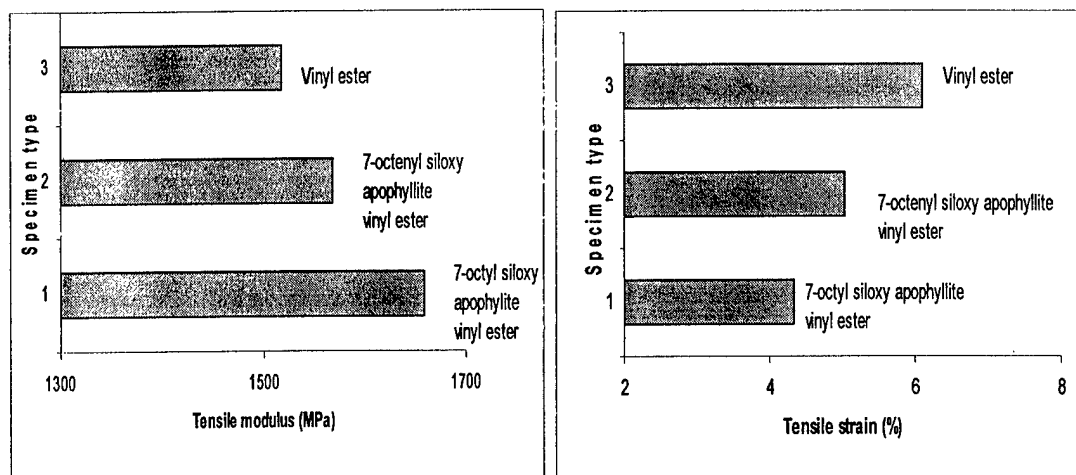 Specimen type
3
Vinyl ester
2
7-octenyl siloxy
apophyllite
vinyl ester
1
7-octyl siloxy
apophylite
vinyl ester
1300
1500
1700
Tensile modulus (MPa)
Specimen type
3
Vinyl ester
2
7-octenyl siloxy apophyllite
vinyl ester
1
7-octyl siloxy apophyllite
vinyl ester
2
4
6
8
Tensile strain (%)